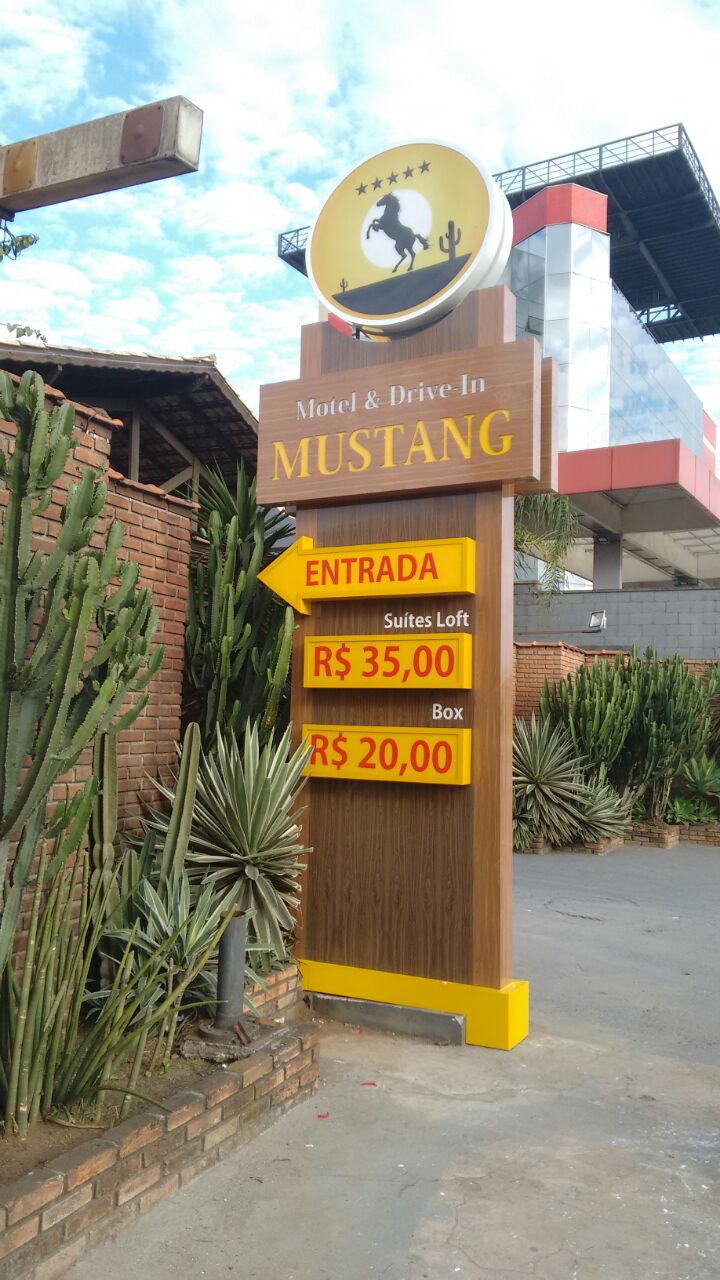 Motel & Drive-In
MUSTANG
ENTRADA
Suítes Loft
R$ 35,00
Box
R$ 20,00